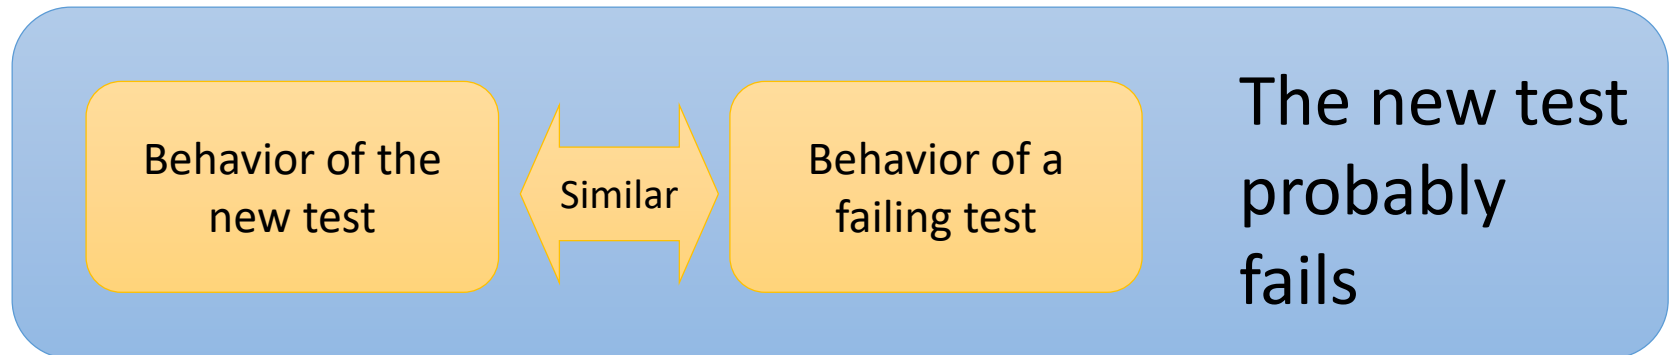 Behavior of the
new test
Similar
Behavior of a
failing test
The new test
probably
fails